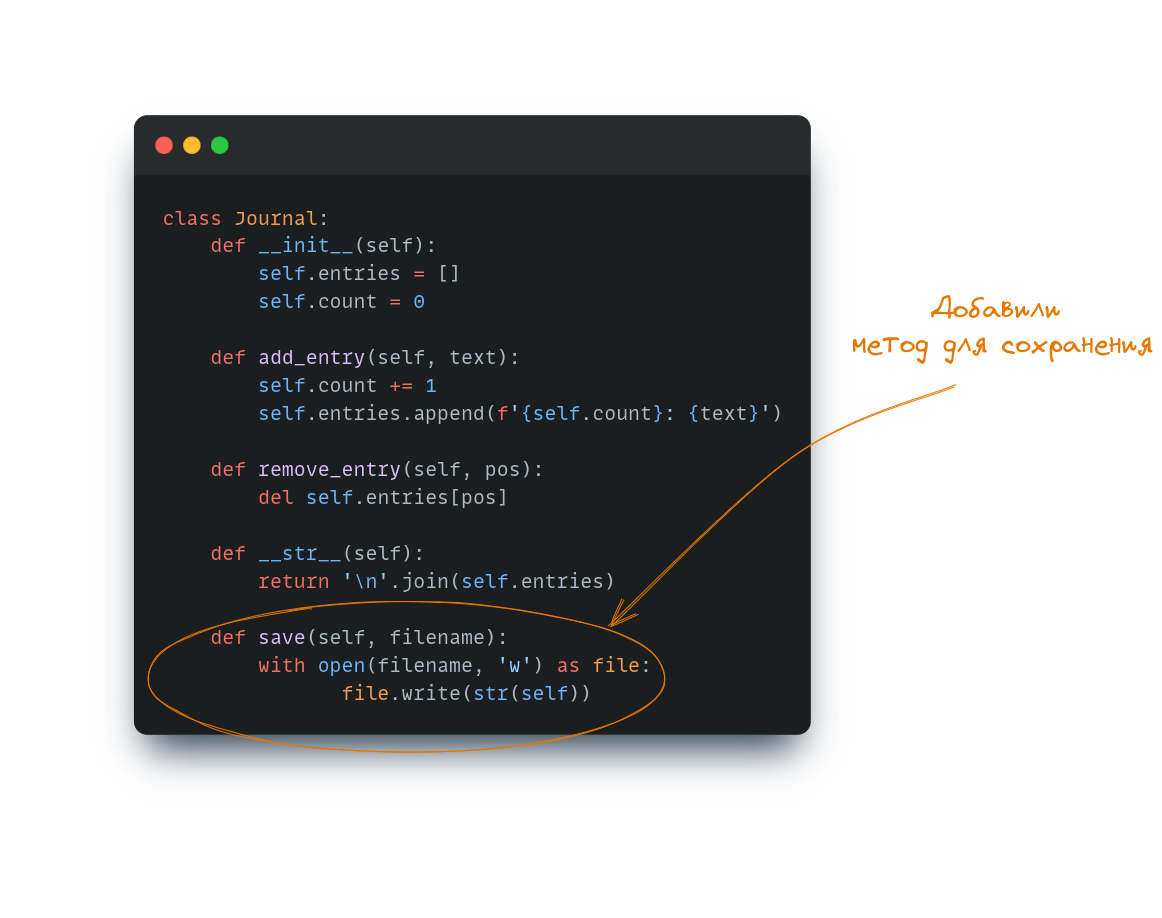 class Journal:
    def __init__(self):
        self.entries = []
        self.count = 0
    def add_entry(self, text):
        self.count += 1
        self.entries.append(f'{self.count}: {text}')
    def remove_entry(self, pos):
        del self.entries[pos]
    def __str__(self):
        return '\n'.join(self.entries)
    def save(self, filename):
        with open(filename, 'w') as file:
               file.write(str(self))
Добавили
метод для сохранения